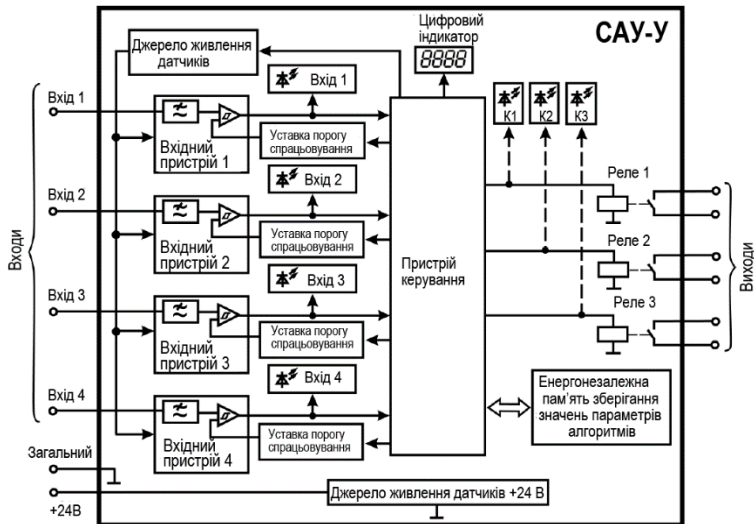 САУ-У
Цифровий
індикатор
8888
Джерело живлення
датчиків
Входи
Вхід 1
Вхідний
пристрій 1
Вхід 1
Уставка порогу
спрацьовування
Вхід 2
Вхідний
пристрій 2
Вхід 2
Уставка порогу
спрацьовування
Вхід 3
Вхідний
пристрій 3
Вхід 3
Уставка порогу
спрацьовування
Вхід 4
Вхідний
пристрій 4
Вхід 4
Уставка порогу
спрацьовування
Загальний
+24В
Пристрій
керування
К1
К2
К3
Реле 1
Реле 2
Реле 3
Виходи
Енергонезалежна
пам'ять зберігання
значень параметрів
алгоритмів
Джерело живлення датчиків +24 В